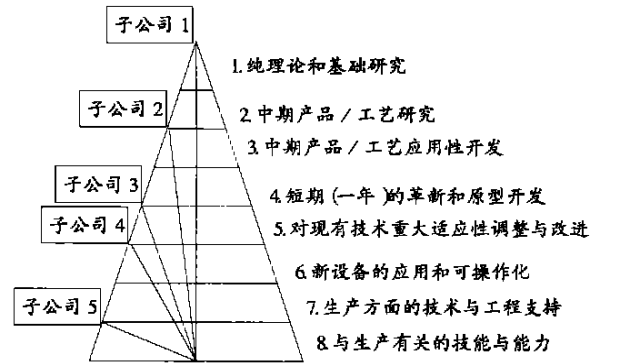 子公司 1
1.纯理论和基础研究
子公司 2
2.中期产品/工艺研究
3.中期产品/工艺应用性开发
子公司 3
4.短期(一年)的革新和原型开发
子公司 4
5.对现有技术重大适应性调整与改进
6.新设备的应用和可操作化
子公司 5
7.生产方面的技术与工程支持
8.与生产有关的技能与能力